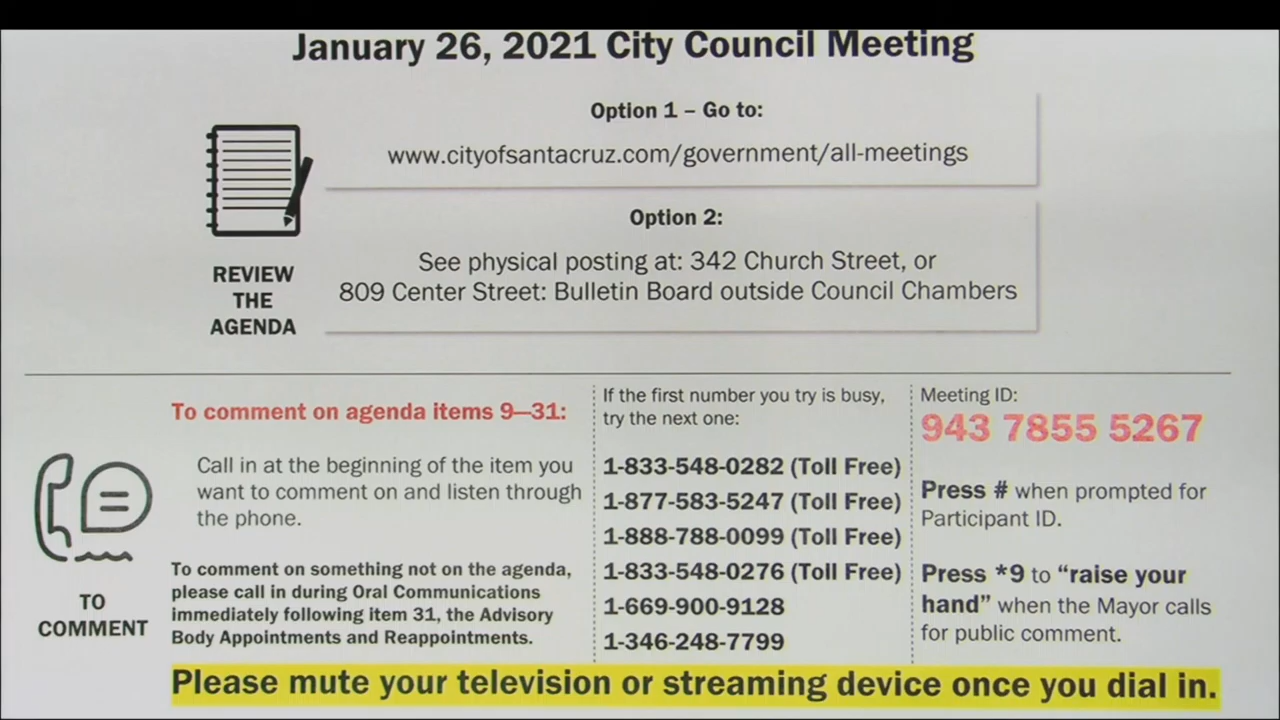 January 26, 2021 City Council Meeting
Option 1 – Go to:
www.cityofsantacruz.com/government/all-meetings
Option 2:
See physical posting at: 342 Church Street, or
809 Center Street: Bulletin Board outside Council Chambers
REVIEW
THE
AGENDA
To comment on agenda items 9—31:
Call in at the beginning of the item you
want to comment on and listen through
the phone.
To comment on something not on the agenda,
please call in during Oral Communications
immediately following item 31, the Advisory
Body Appointments and Reappointments.
TO
COMMENT
If the first number you try is busy,
try the next one:
1-833-548-0282 (Toll Free)
1-877-583-5247 (Toll Free)
1-888-788-0099 (Toll Free)
1-833-548-0276 (Toll Free)
1-669-900-9128
1-346-248-7799
Meeting ID:
943 7855 5267
Press # when prompted for
Participant ID.
Press *9 to “raise your
hand” when the Mayor calls
for public comment.
Please mute your television or streaming device once you dial in.